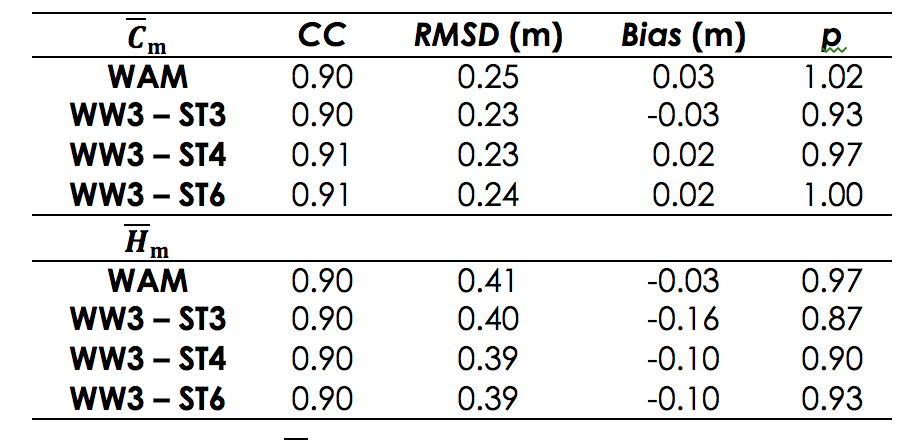 C̅m CC RMSD (m) Bias (m) p
WAM 0.90 0.25 0.03 1.02
WW3 – ST3 0.90 0.23 -0.03 0.93
WW3 – ST4 0.91 0.23 0.02 0.97
WW3 – ST6 0.91 0.24 0.02 1.00
H̅m
WAM 0.90 0.41 -0.03 0.97
WW3 – ST3 0.90 0.40 -0.16 0.87
WW3 – ST4 0.90 0.39 -0.10 0.90
WW3 – ST6 0.90 0.39 -0.10 0.93